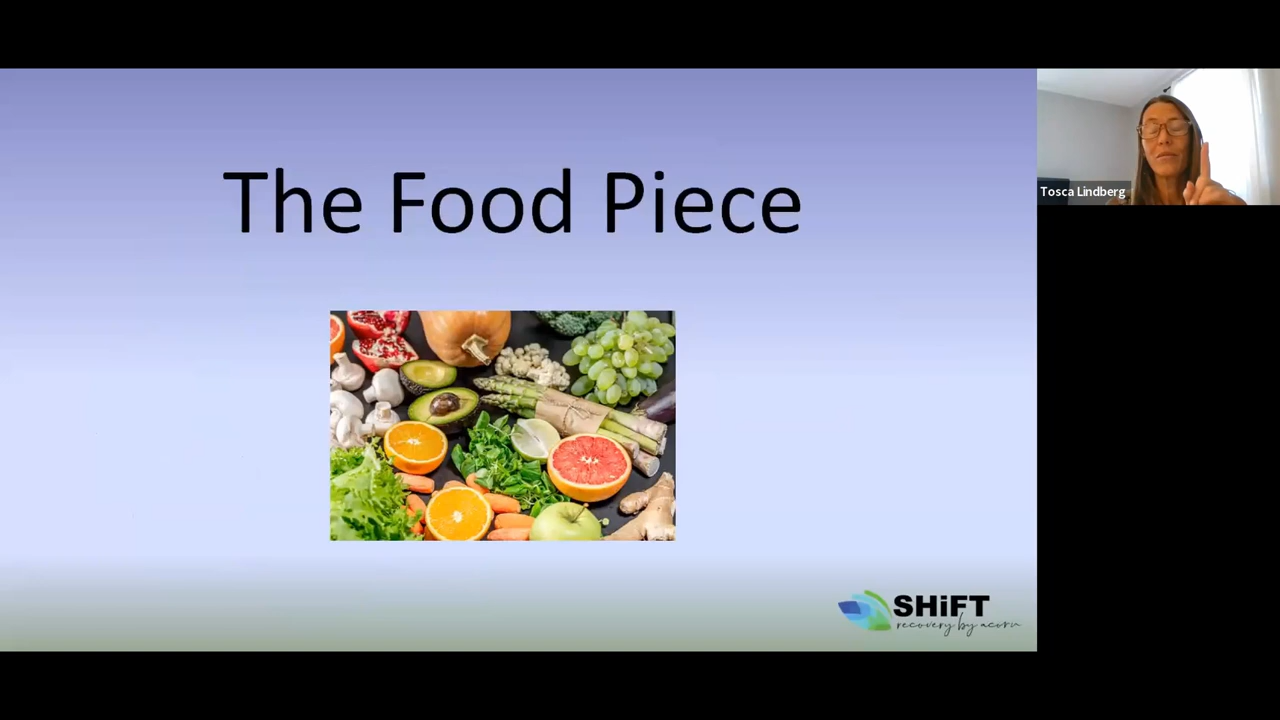 The Food Piece
Tosca Lindberg
SHiFT
recovery by acorn